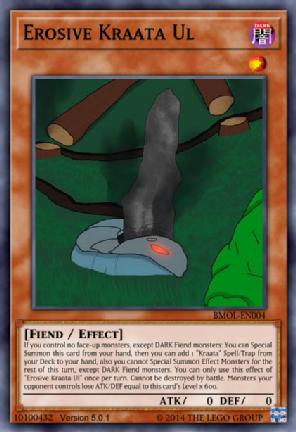 Erosive Kraata Ul
DARK
闇
BMOL-EN004
[Fiend / Effect]
If you control no face-up monsters, except DARK Fiend monsters: You can Special
Summon this card from your hand, then you can add 1 "Kraata" Spell/Trap from
your Deck to your hand, also you cannot Special Summon Effect Monsters for the
rest of this turn, except DARK Fiend monsters. You can only use this effect of
"Erosive Kraata Ul" once per turn. Cannot be destroyed by battle. Monsters your
opponent controls lose ATK/DEF equal to this card's Level x 600.
ATK/ 0 DEF/ 0
10100432 Version 5.0.1 ©2014 THE LEGO GROUP